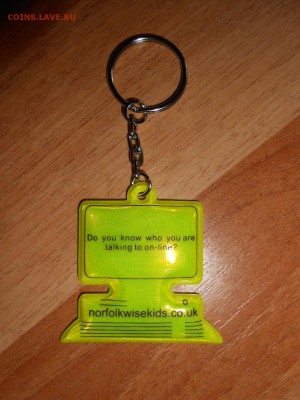 COINS.LAVE.RU
Do you know who you are
talking to on-line?
norfolkwisekids.co.uk